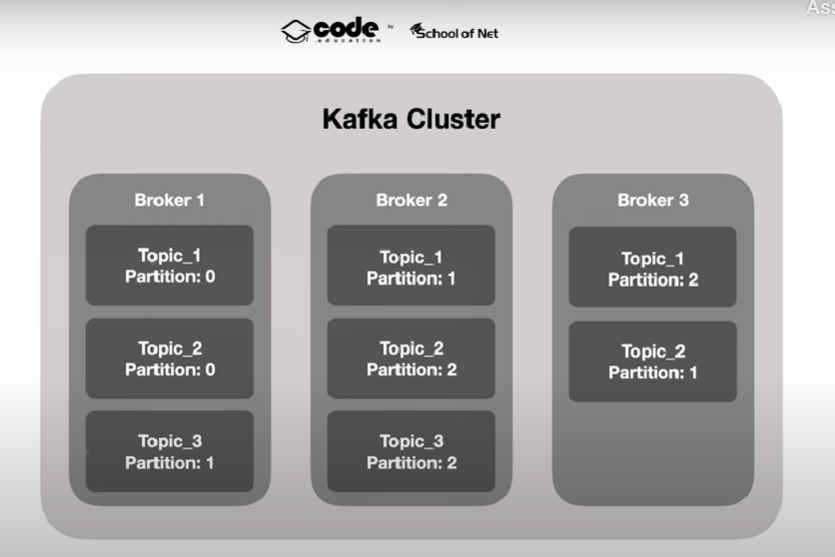 Ass
code by School of Net
.education
Kafka Cluster
Broker 1
Topic_1
Partition: 0
Topic_2
Partition: 0
Topic_3
Partition: 1
Broker 2
Topic_1
Partition: 1
Topic_2
Partition: 2
Topic_3
Partition: 2
Broker 3
Topic_1
Partition: 2
Topic_2
Partition: 1